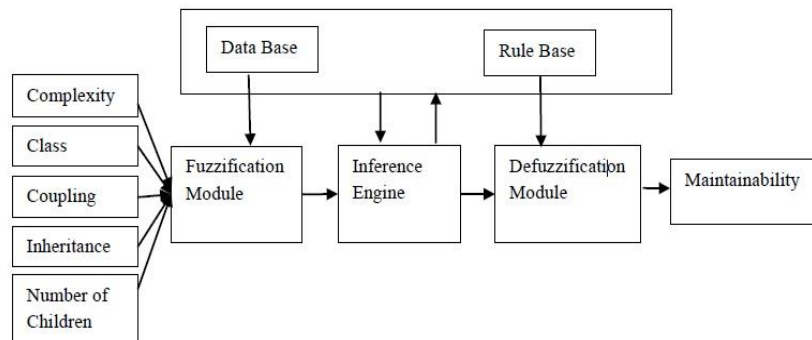 Data Base
Rule Base
Complexity
Class
Coupling
Inheritance
Number of
Children
Fuzzification
Module
Inference
Engine
Defuzzification
Module
Maintainability